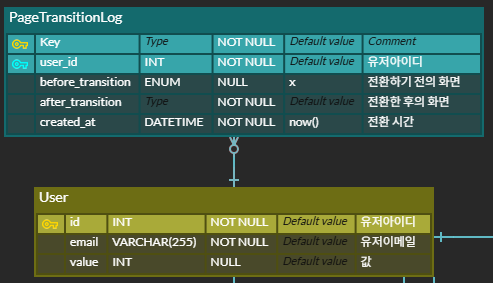 PageTransitionLog
Key Type NOT NULL Default value Comment
user_id INT NOT NULL Default value 유저아이디
before_transition ENUM NULL x 전환하기 전의 화면
after_transition Type NOT NULL Default value 전환한 후의 화면
created_at DATETIME NOT NULL now() 전환 시간
User
id INT NOT NULL Default value 유저아이디
email VARCHAR(255) NOT NULL Default value 유저이메일
value INT NULL Default value 값